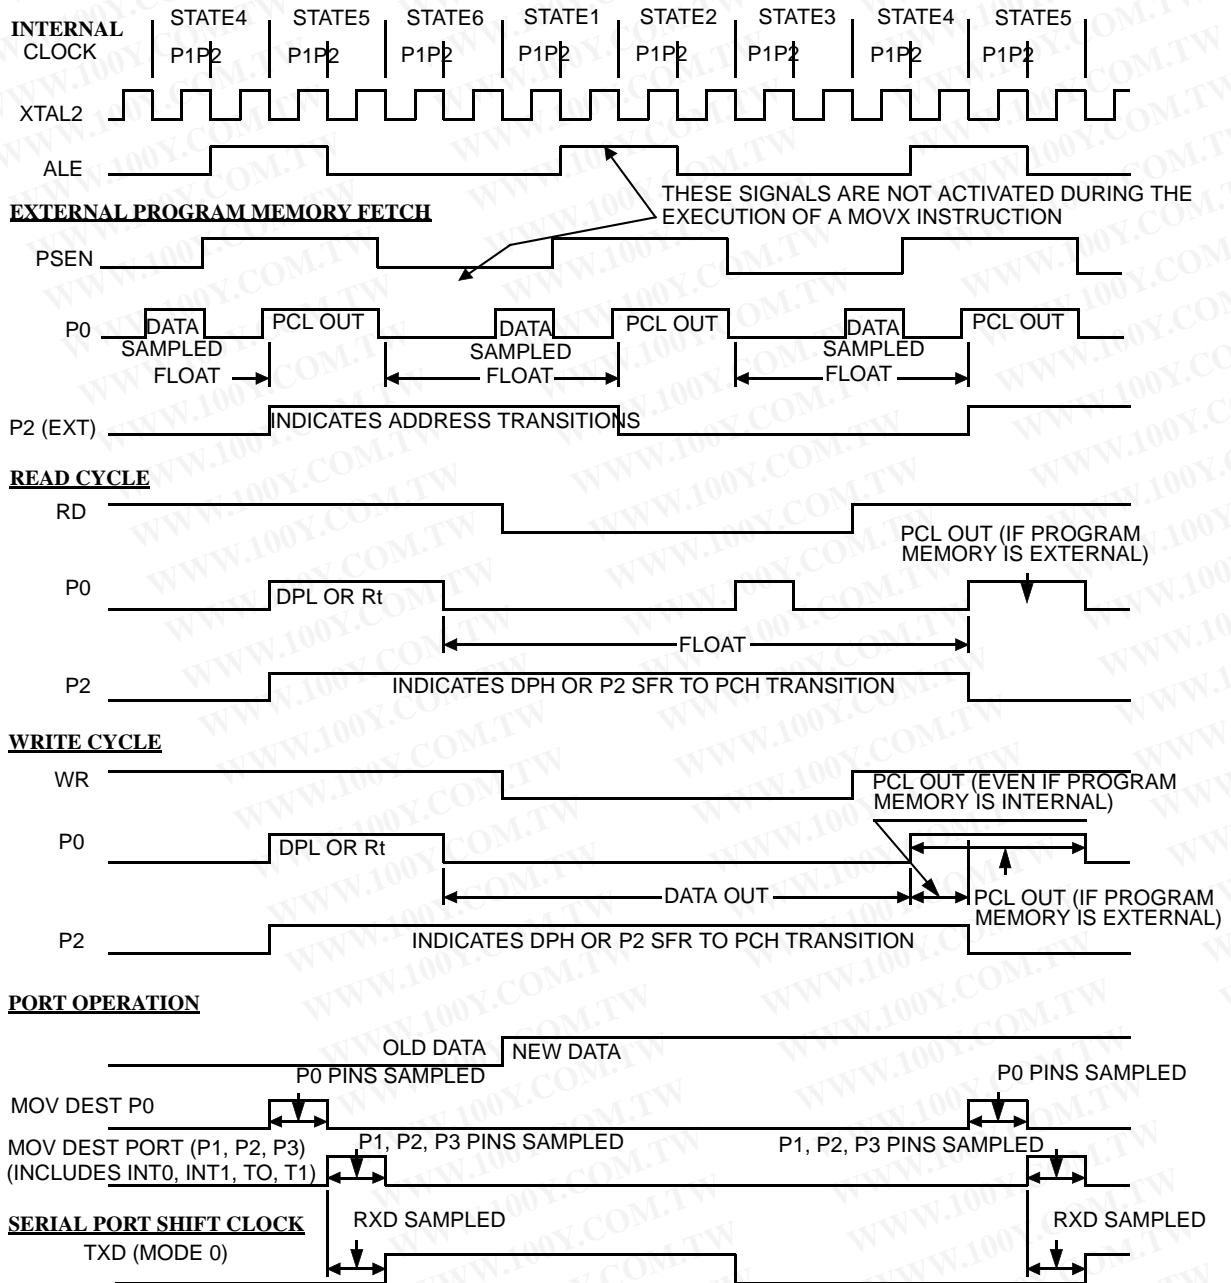 INTERNAL
CLOCK
STATE4 STATE5 STATE6 STATE1 STATE2 STATE3 STATE4 STATE5
P1P2 P1P2 P1P2 P1P2 P1P2 P1P2 P1P2 P1P2
XTAL2
ALE
THESE SIGNALS ARE NOT ACTIVATED DURING THE
EXECUTION OF A MOVX INSTRUCTION
EXTERNAL PROGRAM MEMORY FETCH
PSEN
P0
DATA PCL OUT DATA PCL OUT DATA PCL OUT
SAMPLED SAMPLED SAMPLED
FLOAT FLOAT FLOAT
P2 (EXT)
INDICATES ADDRESS TRANSITIONS
READ CYCLE
RD
PCL OUT (IF PROGRAM
MEMORY IS EXTERNAL)
P0
DPL OR Rt
FLOAT
P2
INDICATES DPH OR P2 SFR TO PCH TRANSITION
WRITE CYCLE
WR
PCL OUT (EVEN IF PROGRAM
MEMORY IS INTERNAL)
P0
DPL OR Rt
DATA OUT
PCL OUT (IF PROGRAM
MEMORY IS EXTERNAL)
P2
INDICATES DPH OR P2 SFR TO PCH TRANSITION
PORT OPERATION
OLD DATA NEW DATA
P0 PINS SAMPLED P0 PINS SAMPLED
MOV DEST P0
MOV DEST PORT (P1, P2, P3)
(INCLUDES INT0, INT1, TO, T1)
P1, P2, P3 PINS SAMPLED P1, P2, P3 PINS SAMPLED
SERIAL PORT SHIFT CLOCK
RXD SAMPLED RXD SAMPLED
TXD (MODE 0)
WWW.100Y.COM.TW